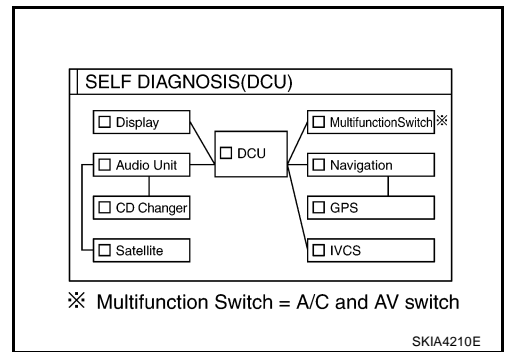 SELF DIAGNOSIS(DCU)
Display
MultifunctionSwitch※
DCU
Audio Unit
Navigation
CD Changer
GPS
Satellite
IVCS
※ Multifunction Switch = A/C and AV switch
SKIA4210E